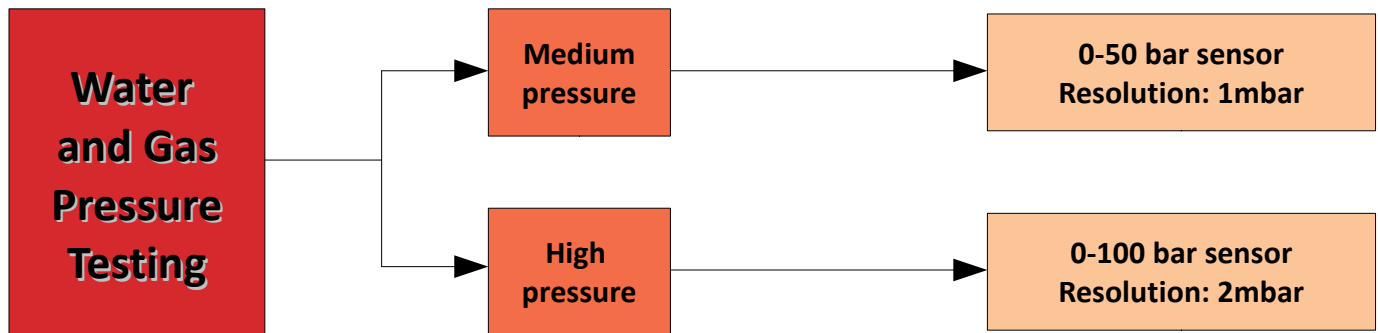 Water
and Gas
Pressure
Testing
Medium
pressure
0-50 bar sensor
Resolution: 1mbar
High
pressure
0-100 bar sensor
Resolution: 2mbar